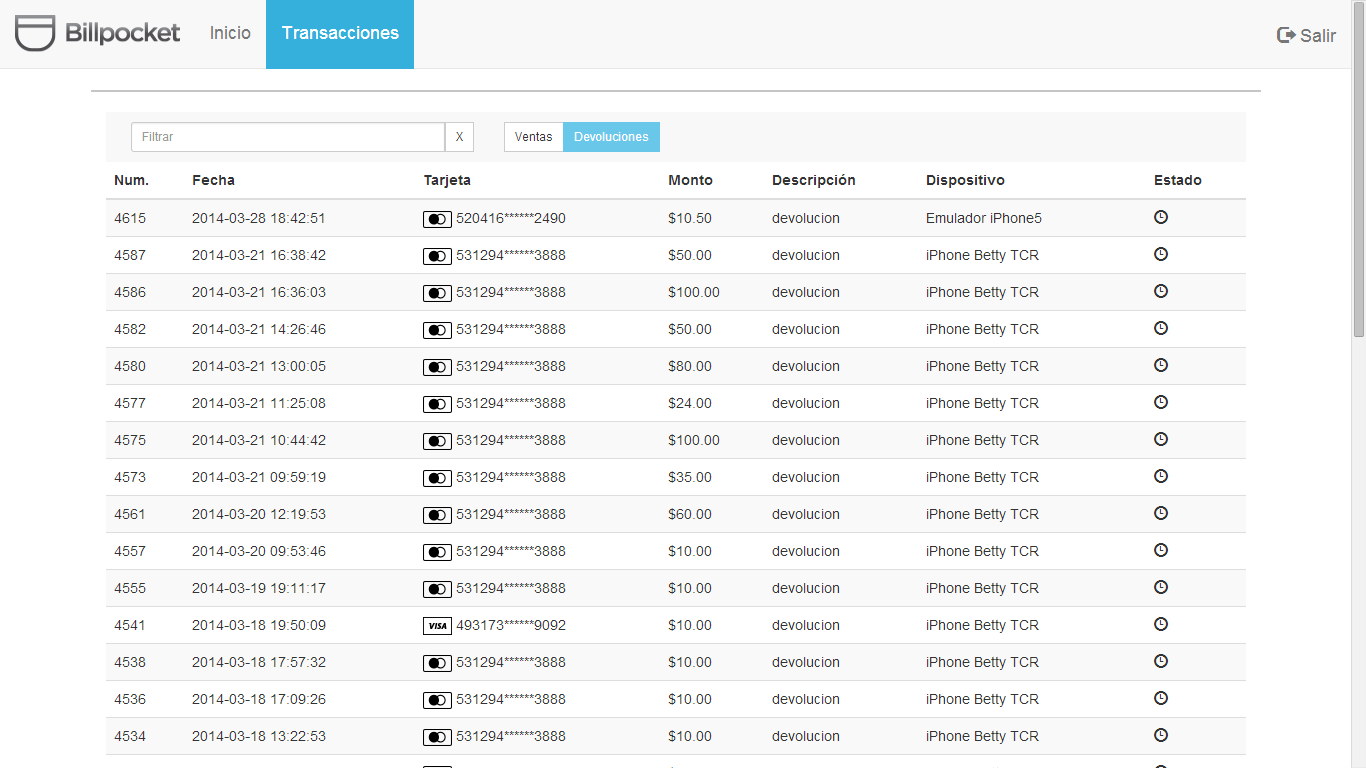 Billpocket Inicio Transacciones Salir
Filtrar X Ventas Devoluciones
Num. Fecha Tarjeta Monto Descripción Dispositivo Estado
4615 2014-03-28 18:42:51 520416******2490 $10.50 devolucion Emulador iPhone5
4587 2014-03-21 16:38:42 531294******3888 $50.00 devolucion iPhone Betty TCR
4586 2014-03-21 16:36:03 531294******3888 $100.00 devolucion iPhone Betty TCR
4582 2014-03-21 14:26:46 531294******3888 $50.00 devolucion iPhone Betty TCR
4580 2014-03-21 13:00:05 531294******3888 $80.00 devolucion iPhone Betty TCR
4577 2014-03-21 11:25:08 531294******3888 $24.00 devolucion iPhone Betty TCR
4575 2014-03-21 10:44:42 531294******3888 $100.00 devolucion iPhone Betty TCR
4573 2014-03-21 09:59:19 531294******3888 $35.00 devolucion iPhone Betty TCR
4561 2014-03-20 12:19:53 531294******3888 $60.00 devolucion iPhone Betty TCR
4557 2014-03-20 09:53:46 531294******3888 $10.00 devolucion iPhone Betty TCR
4555 2014-03-19 19:11:17 531294******3888 $10.00 devolucion iPhone Betty TCR
4541 2014-03-18 19:50:09 VISA 493173******9092 $10.00 devolucion iPhone Betty TCR
4538 2014-03-18 17:57:32 531294******3888 $10.00 devolucion iPhone Betty TCR
4536 2014-03-18 17:09:26 531294******3888 $10.00 devolucion iPhone Betty TCR
4534 2014-03-18 13:22:53 531294******3888 $10.00 devolucion iPhone Betty TCR